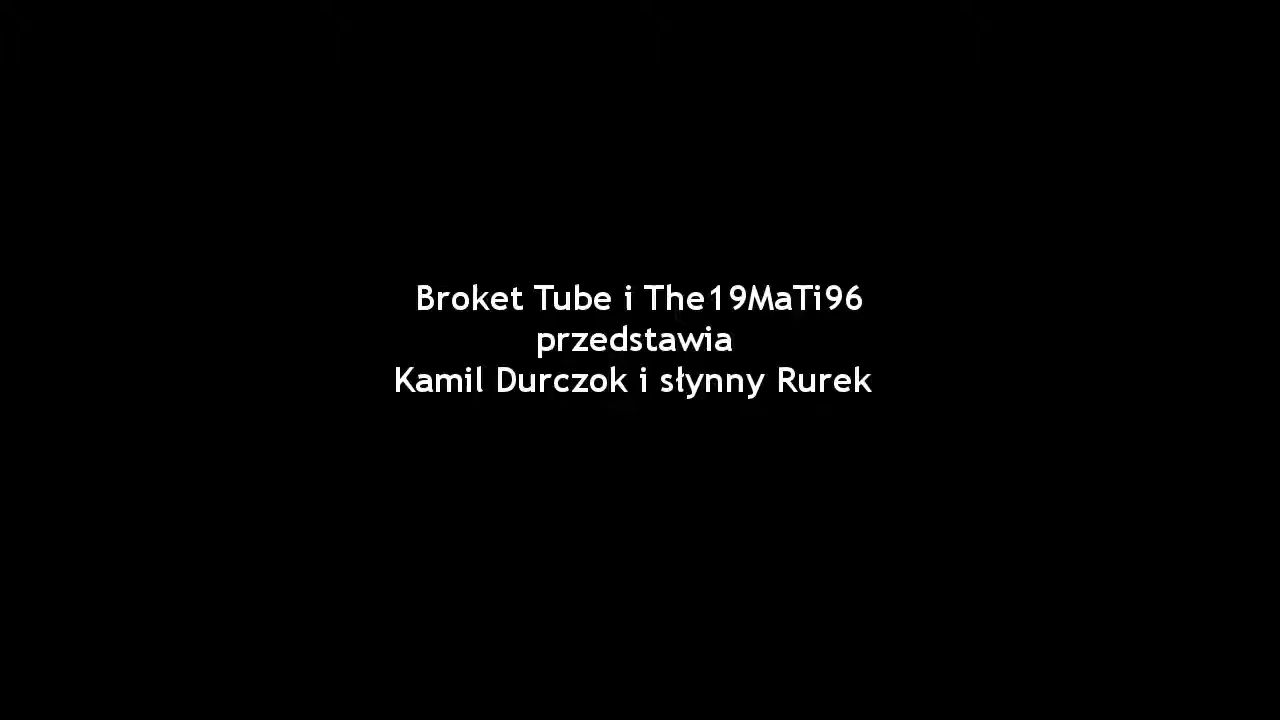 Broket Tube i The19MaTi96
przedstawia
Kamil Durczok i słynny Rurek